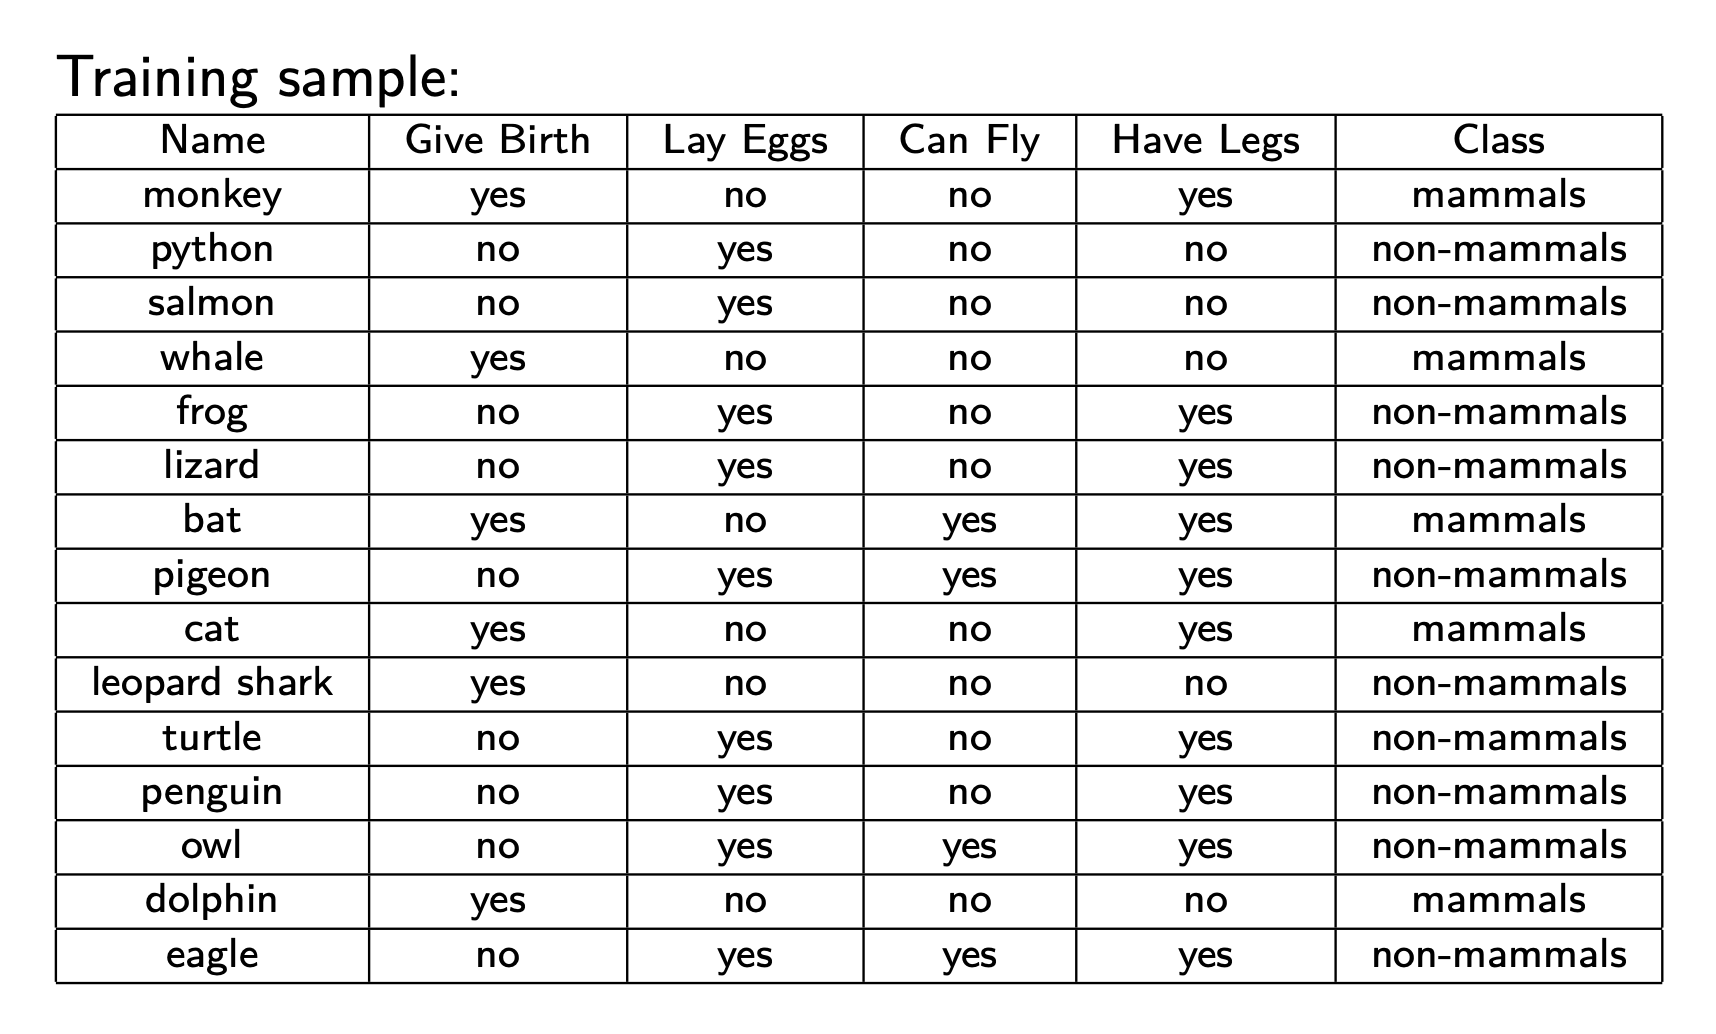 Training sample:
Name Give Birth Lay Eggs Can Fly Have Legs Class
monkey yes no no yes mammals
python no yes no no non-mammals
salmon no yes no no non-mammals
whale yes no no no mammals
frog no yes no yes non-mammals
lizard no yes no yes non-mammals
bat yes no yes yes mammals
pigeon no yes yes yes non-mammals
cat yes no no yes mammals
leopard shark yes no no no non-mammals
turtle no yes no yes non-mammals
penguin no yes no yes non-mammals
owl no yes yes yes non-mammals
dolphin yes no no no mammals
eagle no yes yes yes non-mammals